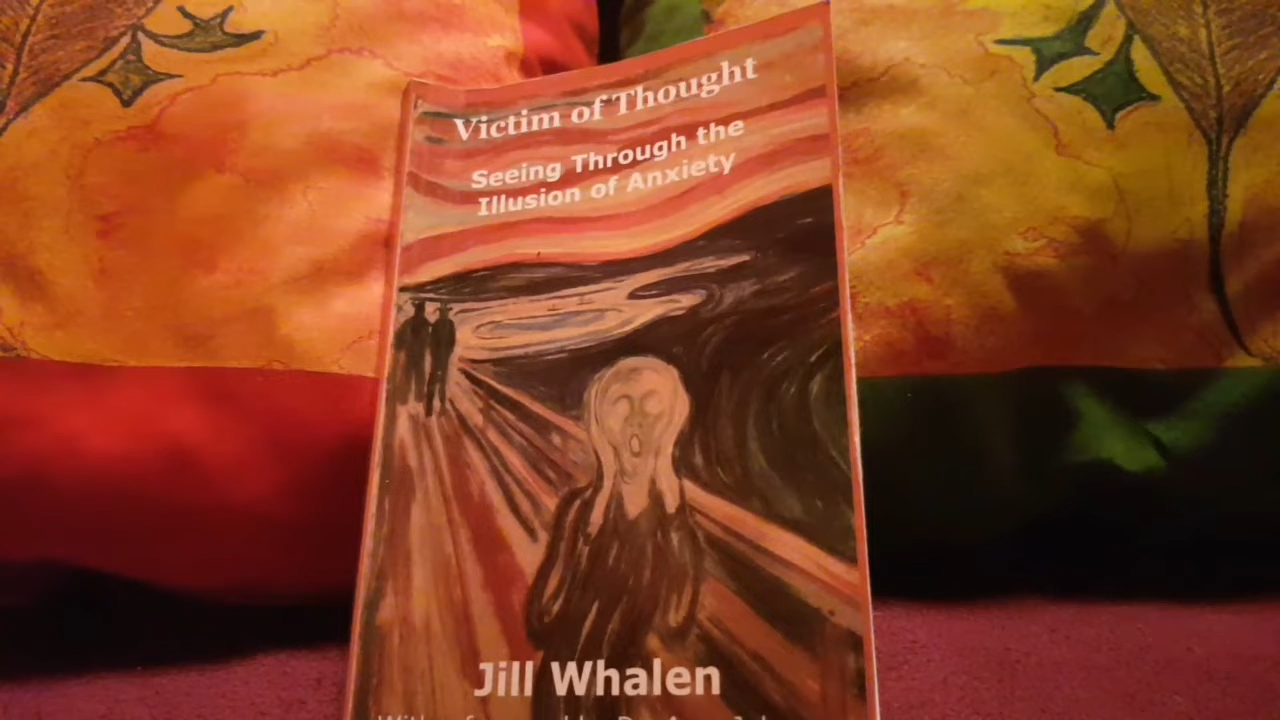 Victim of Thought
Seeing Through the
Illusion of Anxiety
Jill Whalen